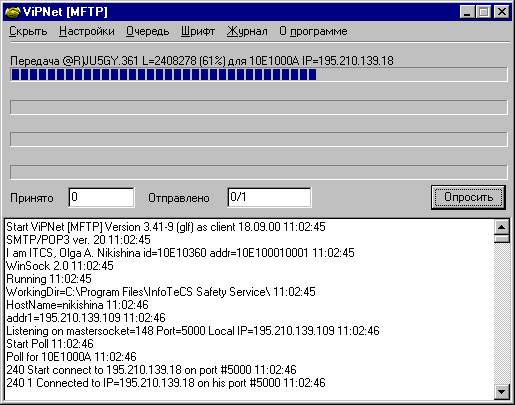 ViPNet [MFTP]
Скрыть Настройки Очередь Шрифт Журнал О программе
Передача @R)JU5GY.361 L=2408278 (61%) для 10E1000A IP=195.210.139.18
Принято 0 Отправлено 0/1 Опросить
Start ViPNet [MFTP] Version 3.41-9 (glf) as client 18.09.00 11:02:45
SMTP/POP3 ver. 20 11:02:45
I am ITCS, Olga A. Nikishina id=10E10360 addr=10E100010001 11:02:45
WinSock 2.0 11:02:45
Running 11:02:45
WorkingDir=C:\Program Files\InfoTeCS Safety Service\ 11:02:45
HostName=nikishina 11:02:46
addr1=195.210.139.109 11:02:46
Listening on mastersocket=148 Port=5000 Local IP=195.210.139.109 11:02:46
Start Poll 11:02:46
Poll for 10E1000A 11:02:46
240 Start connect to 195.210.139.18 on port #5000 11:02:46
240 1 Connected to IP=195.210.139.18 on his port #5000 11:02:46